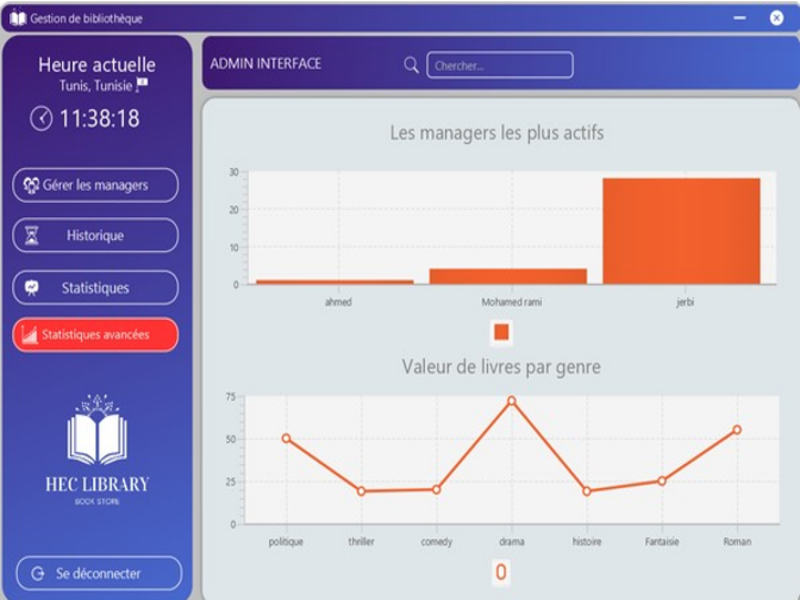 Gestion de bibliothèque
Heure actuelle
Tunis, Tunisie
11:38:18
Gérer les managers
Historique
Statistiques
Statistiques avancées
HEC LIBRARY
BOOK STORE
Se déconnecter
ADMIN INTERFACE
Chercher...
Les managers les plus actifs
30
20
10
0
ahmed Mohamed rami jerbi
Valeur de livres par genre
75
50
25
0
politique thriller comedy drama histoire Fantaisie Roman